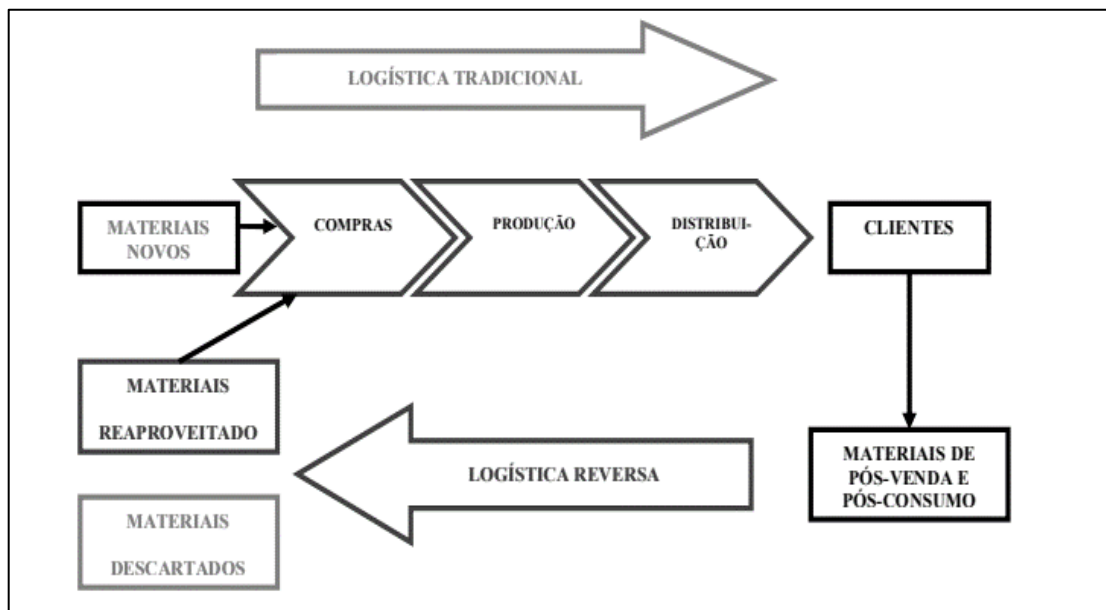 LOGÍSTICA TRADICIONAL
MATERIAIS
NOVOS
COMPRAS
PRODUÇÃO
DISTRIBUI-
ÇÃO
CLIENTES
MATERIAIS
REAPROVEITADO
LOGÍSTICA REVERSA
MATERIAIS DE
PÓS-VENDA E
PÓS-CONSUMO
MATERIAIS
DESCARTADOS